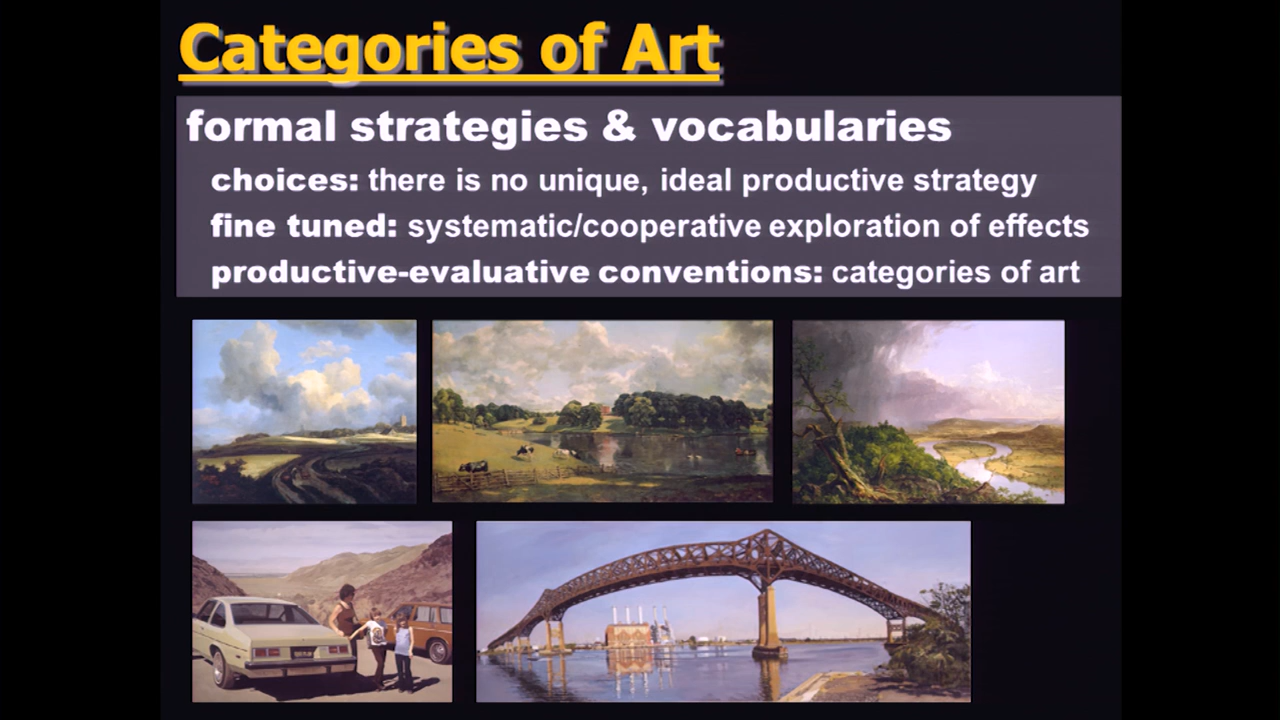 Categories of Art
formal strategies & vocabularies
choices: there is no unique, ideal productive strategy
fine tuned: systematic/cooperative exploration of effects
productive-evaluative conventions: categories of art